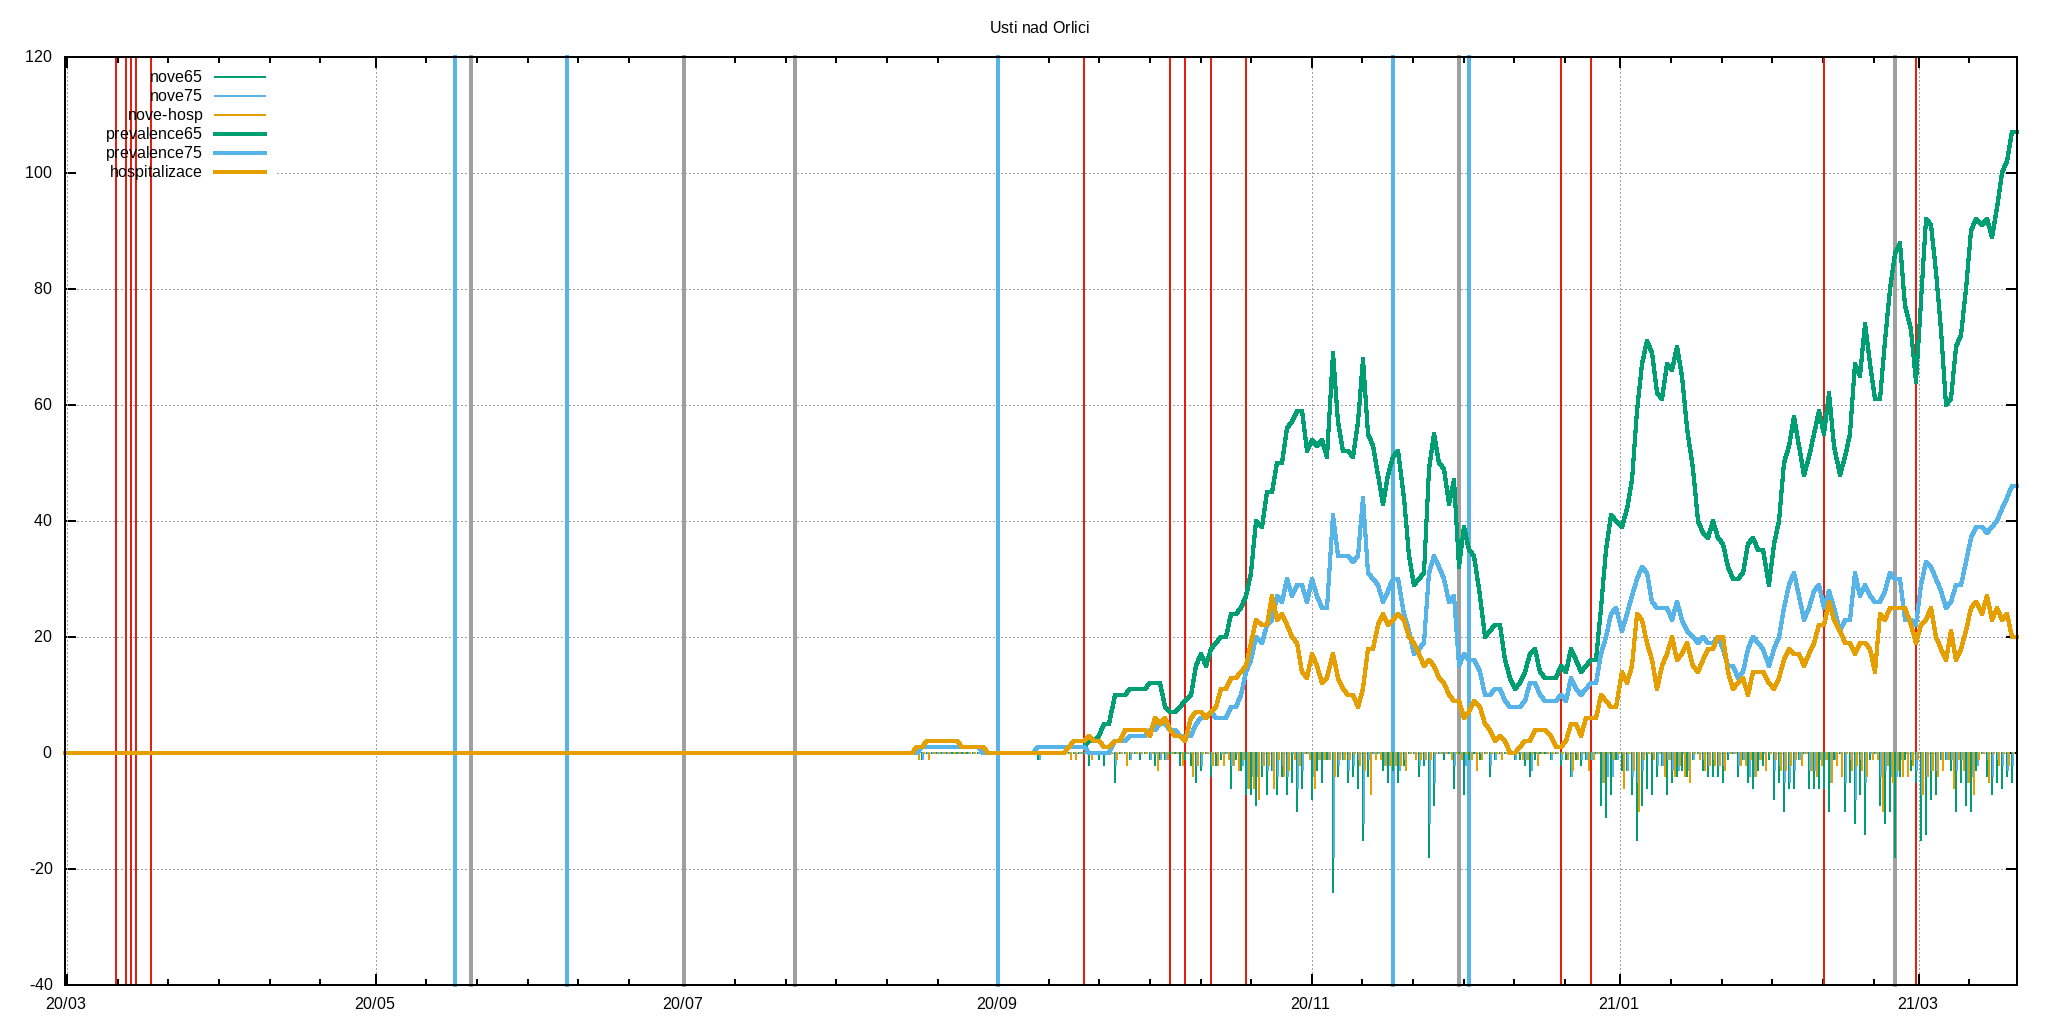 Usti nad Orlici
120
100
80
60
40
20
0
-20
-40
nove65
nove75
nove-hosp
prevalence65
prevalence75
hospitalizace
20/03 20/05 20/07 20/09 20/11 21/01 21/03